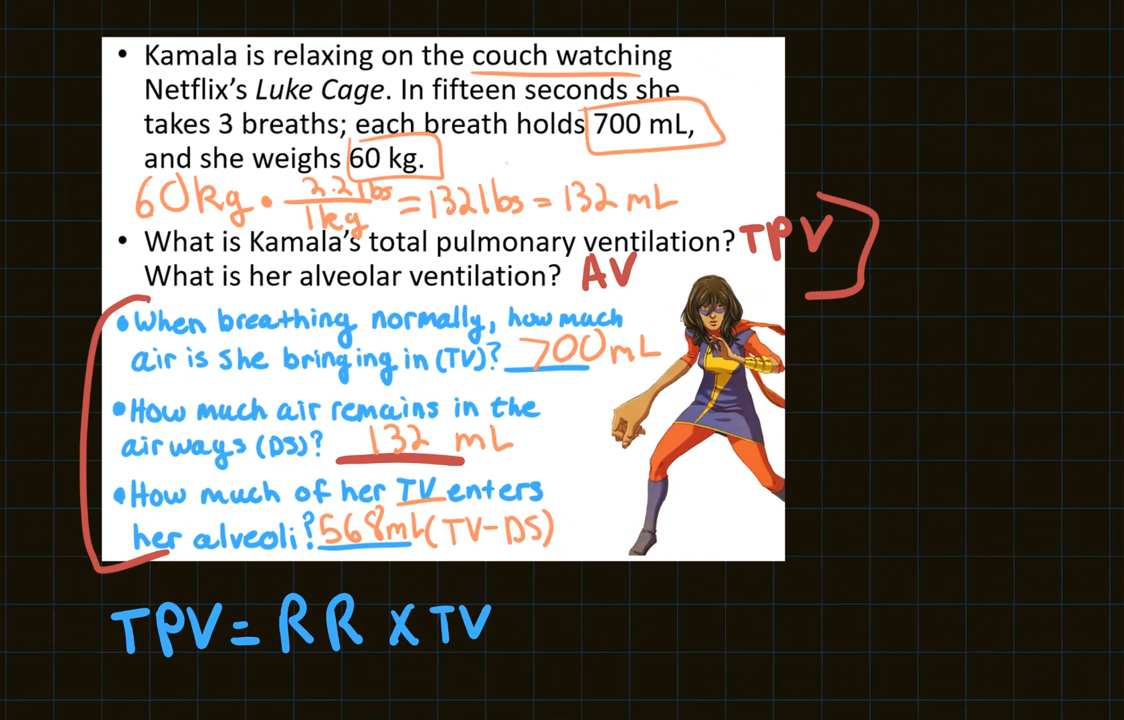 • Kamala is relaxing on the couch watching
Netflix's Luke Cage. In fifteen seconds she
takes 3 breaths; each breath holds 700 mL,
and she weighs 60 kg.
60kg • 2.2lbs/1kg = 132lbs = 132 mL
• What is Kamala's total pulmonary ventilation? TPV
What is her alveolar ventilation? AV
• When breathing normally, how much
air is she bringing in (TV)? 700mL
• How much air remains in the
airways (DS)? 132 mL
• How much of her TV enters
her alveoli? 568mL (TV-DS)
TPV = RR X TV